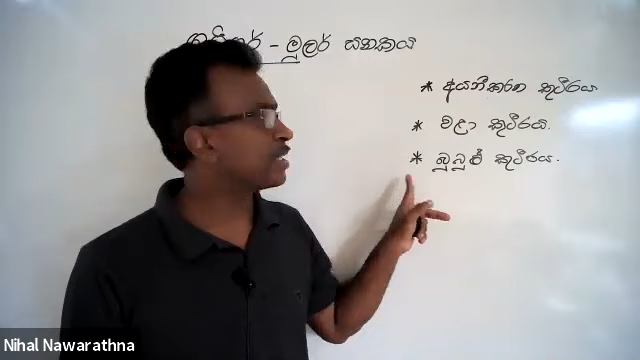 ගයිගර් - මුලර් ගණකය
* අයනීකරණ කුටීරය
* වලා කුටීරය.
* බුබුළු කුටීරය.
Nihal Nawarathna